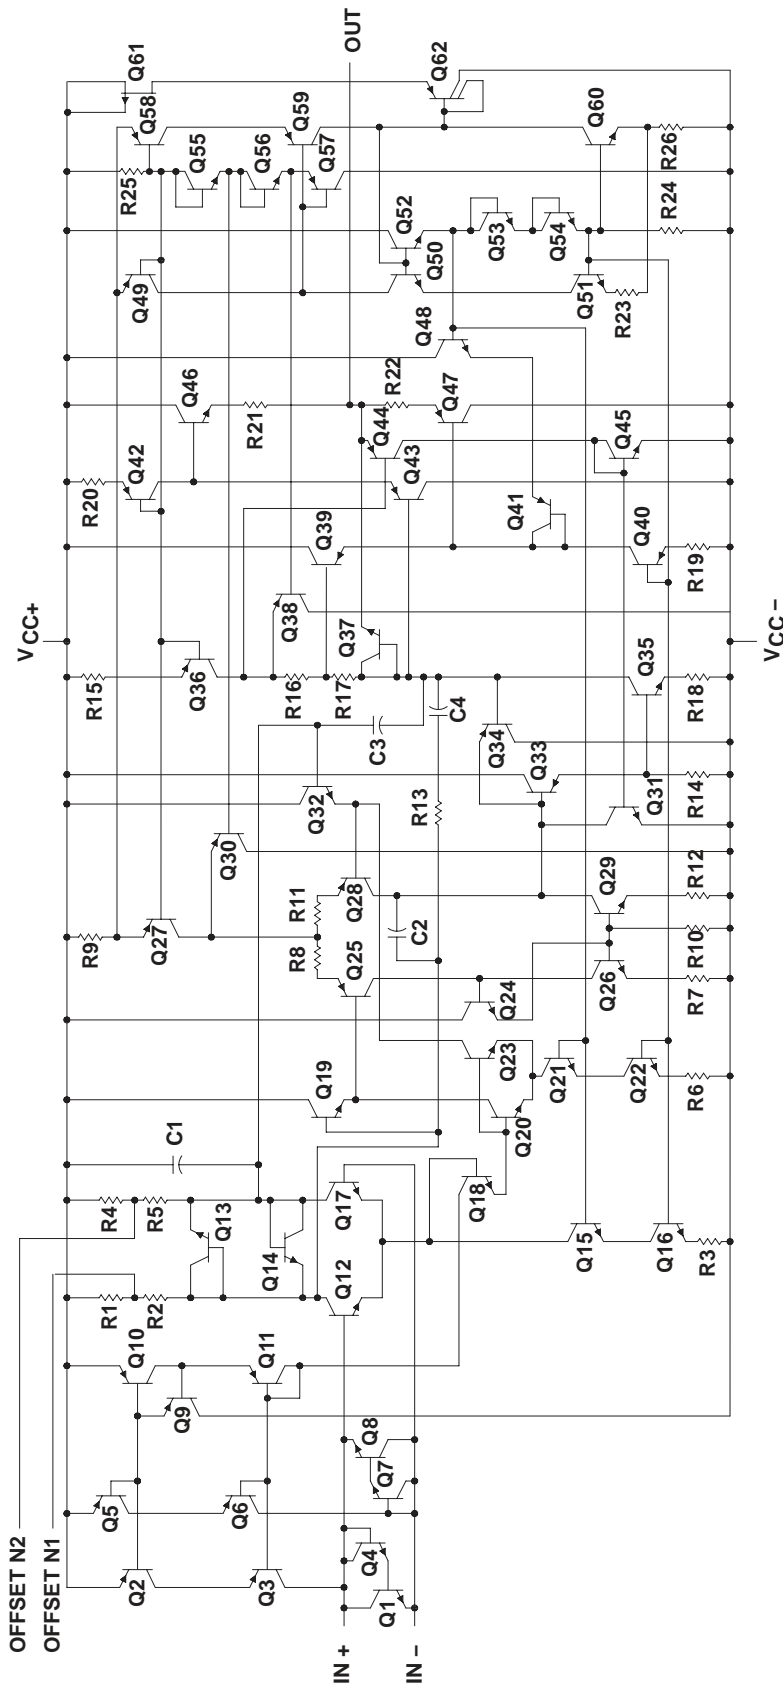 OFFSET N2
OFFSET N1
VCC+
R1
R4
R9
R15
R20
Q5
Q2
Q10
R2
R5
C1
Q27
Q36
Q42
Q49
R25
Q61
Q58
Q9
Q13
Q46
Q55
Q6
Q3
Q11
Q14
Q30
R21
Q56
Q59
Q12
Q17
Q19
R8
R11
Q32
R16
Q38
Q39
Q57
IN +
Q4
Q1
Q7
Q8
Q25
Q28
C3
R17
Q37
Q43
Q44
R22
OUT
IN –
C2
R13
C4
Q47
Q48
Q50
Q52
Q62
Q18
Q20
Q23
Q24
Q34
Q33
Q41
Q53
Q54
Q15
Q21
Q26
Q29
Q31
Q35
Q40
Q45
Q51
Q60
Q16
Q22
R23
R3
R6
R7
R10
R12
R14
R18
R19
R24
R26
VCC –